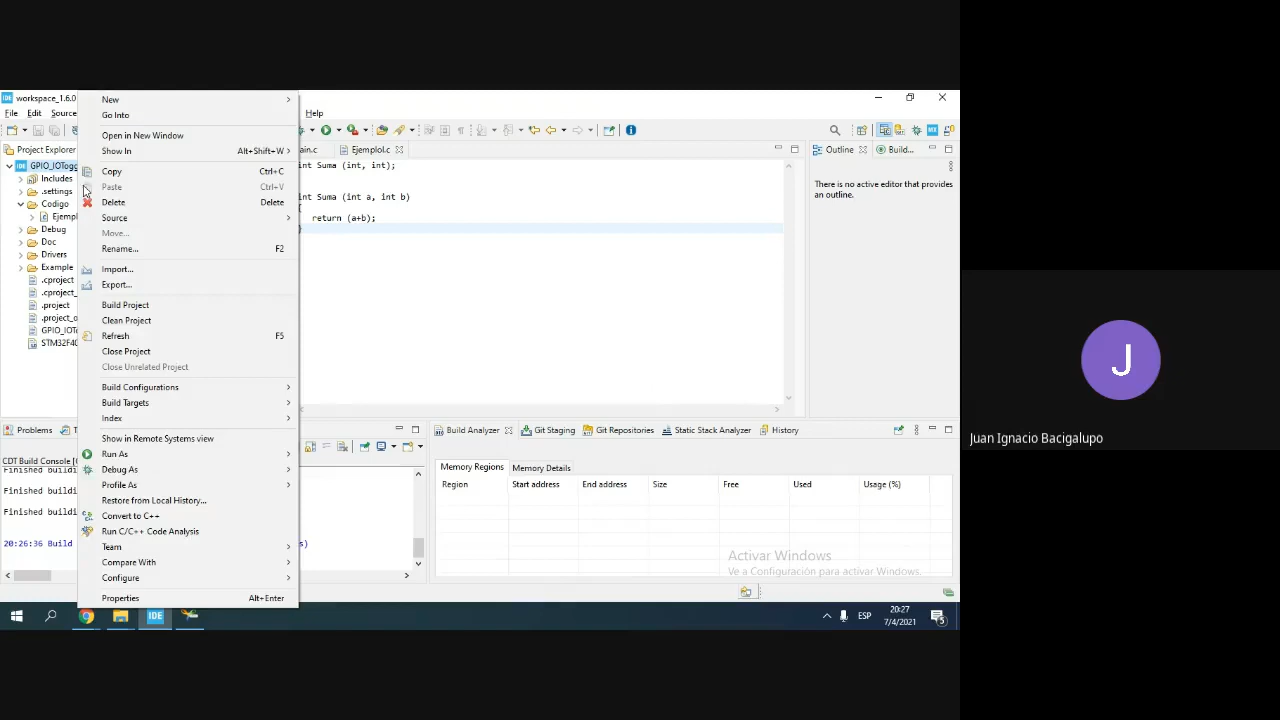 IDE workspace_1.6.0
File Edit Source
Help
Project Explorer
ain.c
Ejemplol.c
Outline
Build...
IDE GPIO_IOTogg
Includes
.settings
Codigo
Ejempl
Debug
Doc
Drivers
Example
.cproject
.cproject_
.project
.project_o
GPIO_IOTo
STM32F40
New
Go Into
Open in New Window
Show In Alt+Shift+W
Copy Ctrl+C
Paste Ctrl+V
Delete Delete
Source
Move...
Rename... F2
Import...
Export...
Build Project
Clean Project
Refresh F5
Close Project
Close Unrelated Project
Build Configurations
Build Targets
Index
Show in Remote Systems view
Run As
Debug As
Profile As
Restore from Local History...
Convert to C++
Run C/C++ Code Analysis
Team
Compare With
Configure
Properties Alt+Enter
int Suma (int, int);
int Suma (int a, int b)
{
return (a+b);
}
There is no active editor that provides
an outline.
Problems
CDT Build Console [
Finished buildi
Finished buildi
Finished buildi
20:26:36 Build
s)
Build Analyzer
Git Staging
Git Repositories
Static Stack Analyzer
History
Memory Regions Memory Details
Region Start address End address Size Free Used Usage (%)
Activar Windows
Ve a Configuración para activar Windows.
IDE
ESP
20:27
7/4/2021
5
J
Juan Ignacio Bacigalupo